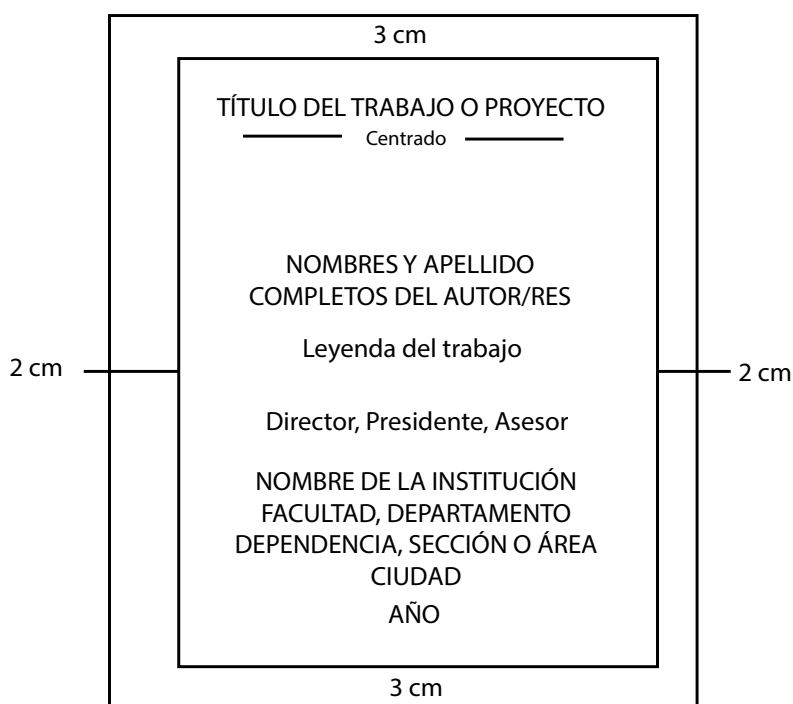 3 cm
TÍTULO DEL TRABAJO O PROYECTO
Centrado
NOMBRES Y APELLIDO
COMPLETOS DEL AUTOR/RES
Leyenda del trabajo
2 cm
2 cm
Director, Presidente, Asesor
NOMBRE DE LA INSTITUCIÓN
FACULTAD, DEPARTAMENTO
DEPENDENCIA, SECCIÓN O ÁREA
CIUDAD
AÑO
3 cm